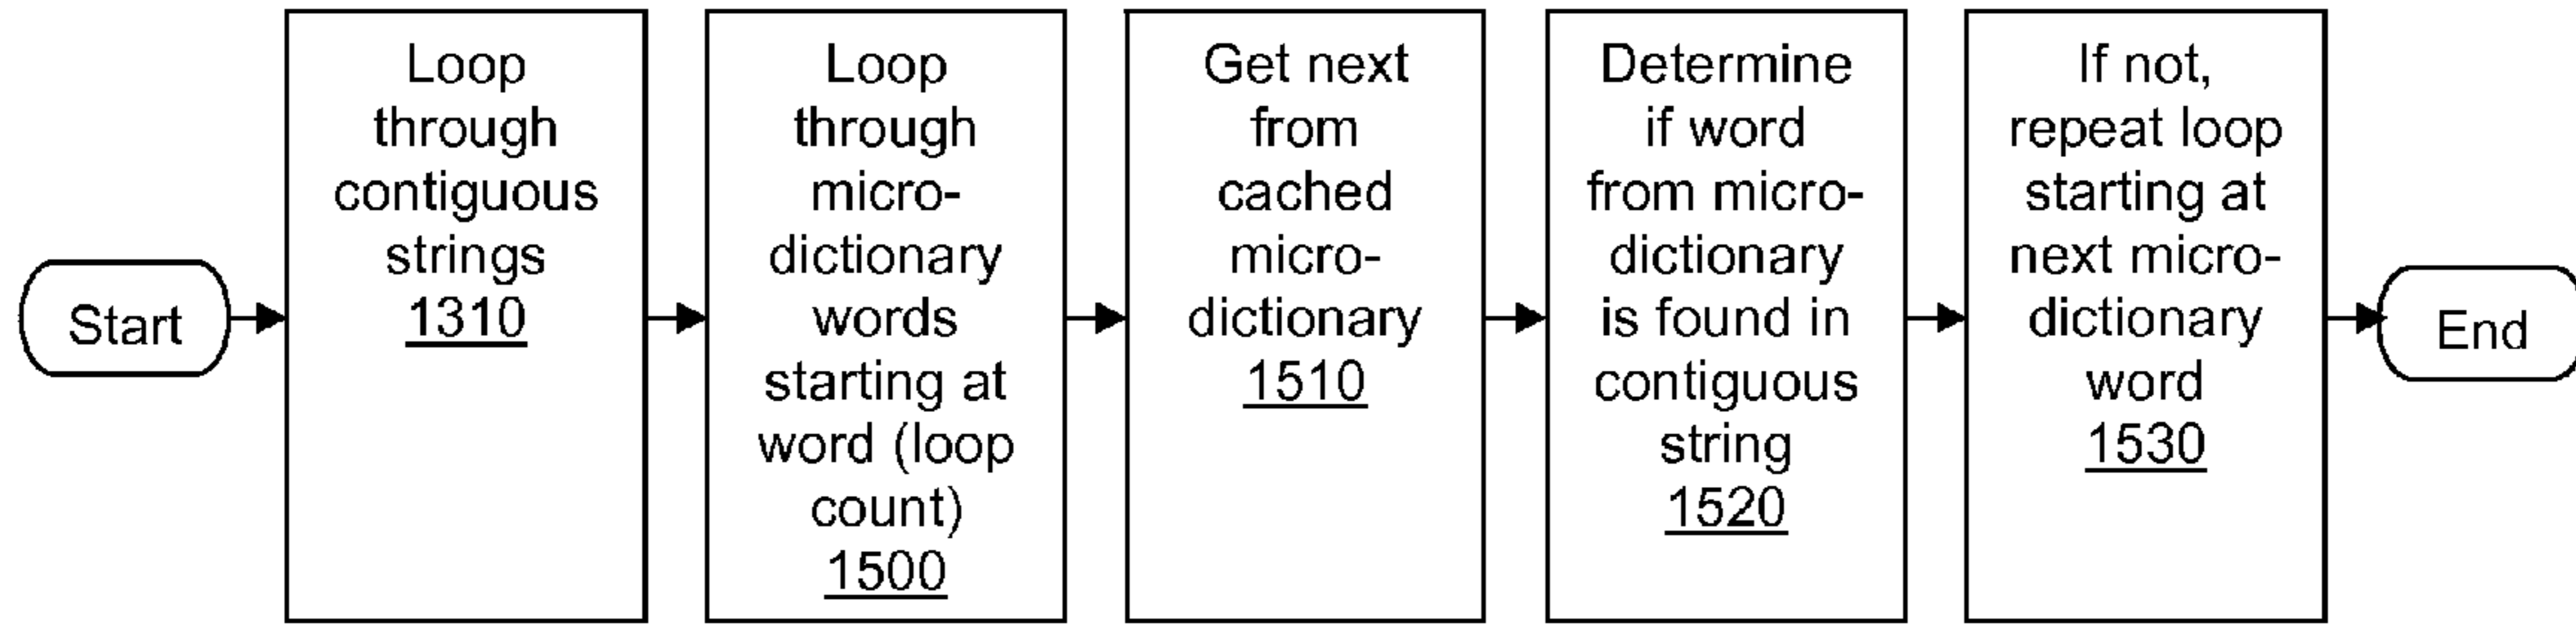 Start
Loop
through
contiguous
strings
1310
Loop
through
micro-
dictionary
words
starting at
word (loop
count)
1500
Get next
from
cached
micro-
dictionary
1510
Determine
if word
from micro-
dictionary
is found in
contiguous
string
1520
If not,
repeat loop
starting at
next micro-
dictionary
word
1530
End